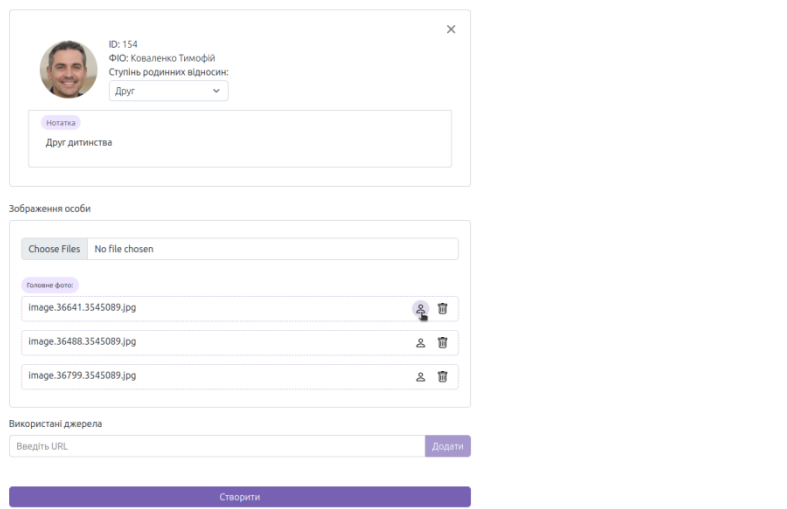 ID: 154
ФІО: Коваленко Тимофій
Ступінь родинних відносин:
Друг
Нотатка
Друг дитинства
Зображення особи
Choose Files No file chosen
Головне фото:
image.36641.3545089.jpg
image.36488.3545089.jpg
image.36799.3545089.jpg
Використані джерела
Введіть URL Додати
Створити